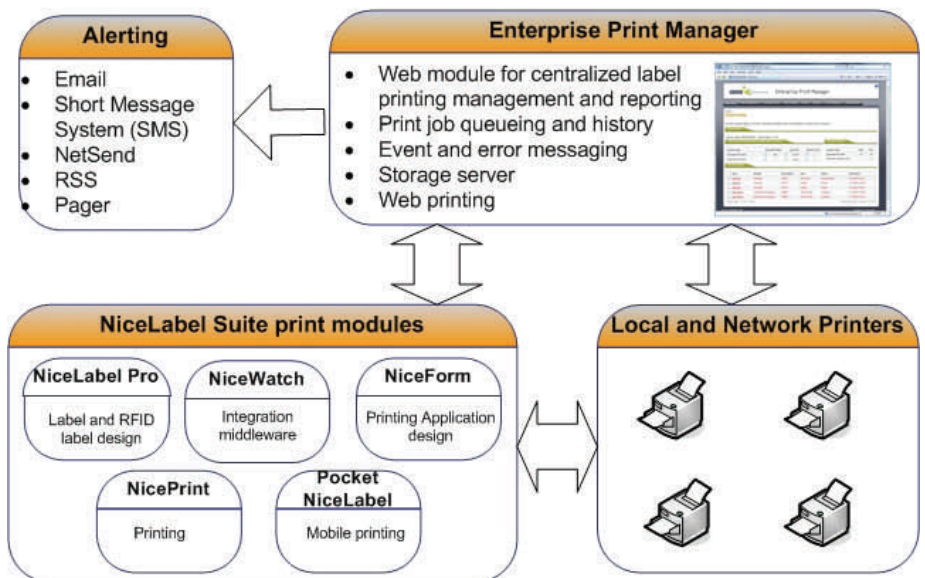 Alerting
• Email
• Short Message
System (SMS)
• NetSend
• RSS
• Pager
Enterprise Print Manager
• Web module for centralized label
printing management and reporting
• Print job queueing and history
• Event and error messaging
• Storage server
• Web printing
Enterprise Print Manager
NiceLabel Suite print modules
NiceLabel Pro
Label and RFID
label design
NiceWatch
Integration
middleware
NiceForm
Printing Application
design
NicePrint
Printing
Pocket
NiceLabel
Mobile printing
Local and Network Printers